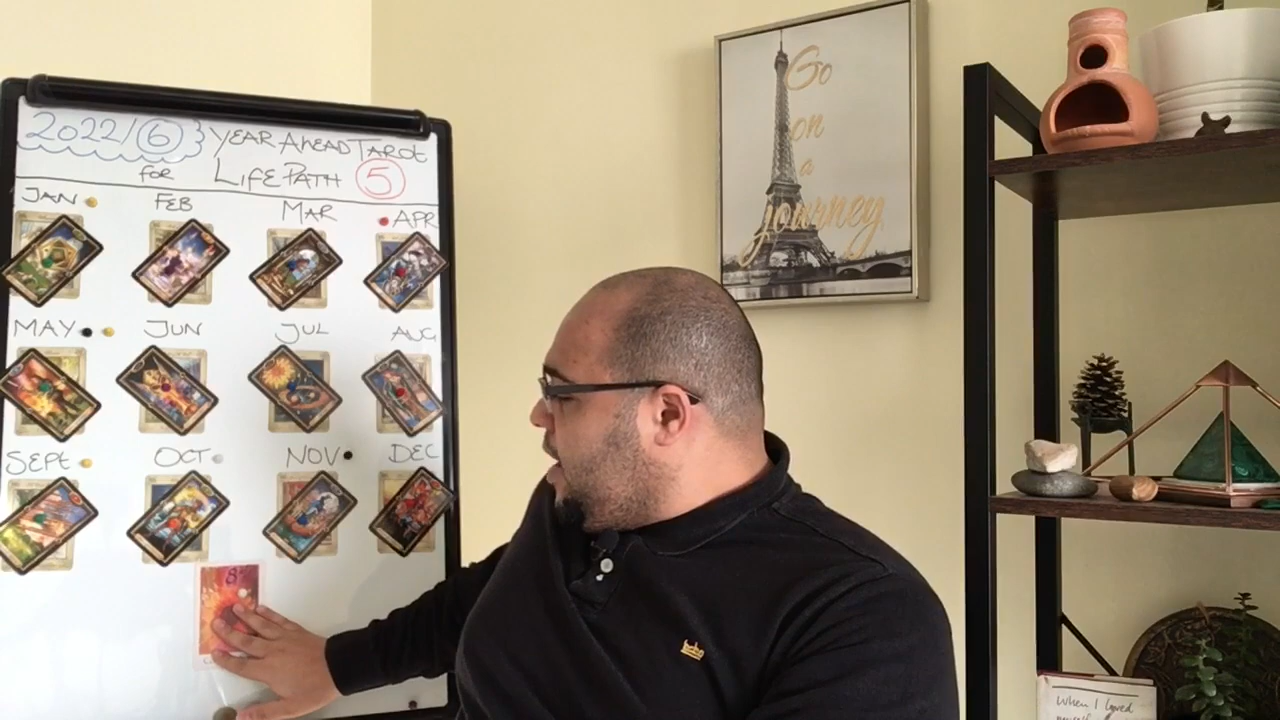 2022/6 YEAR AHEAD TAROT
FOR LIFE PATH 5
JAN FEB MAR APR
MAY JUN JUL AUG
SEPT OCT NOV DEC
8
Go
on
a
journey
When I loved